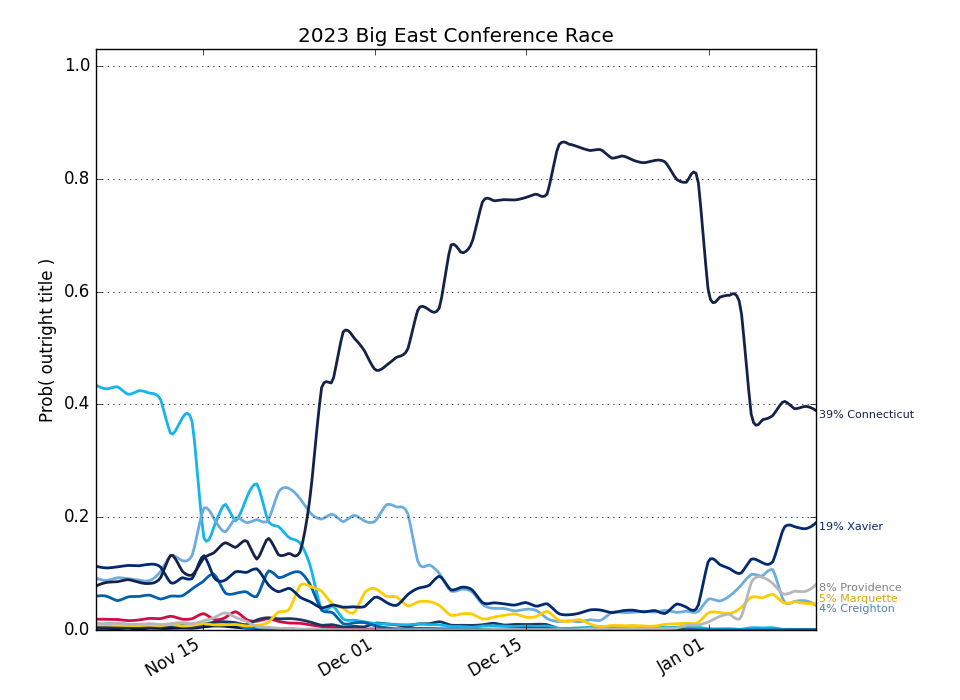 2023 Big East Conference Race
Prob( outright title )
1.0
0.8
0.6
0.4
0.2
0.0
Nov 15
Dec 01
Dec 15
Jan 01
39% Connecticut
19% Xavier
8% Providence
5% Marquette
4% Creighton